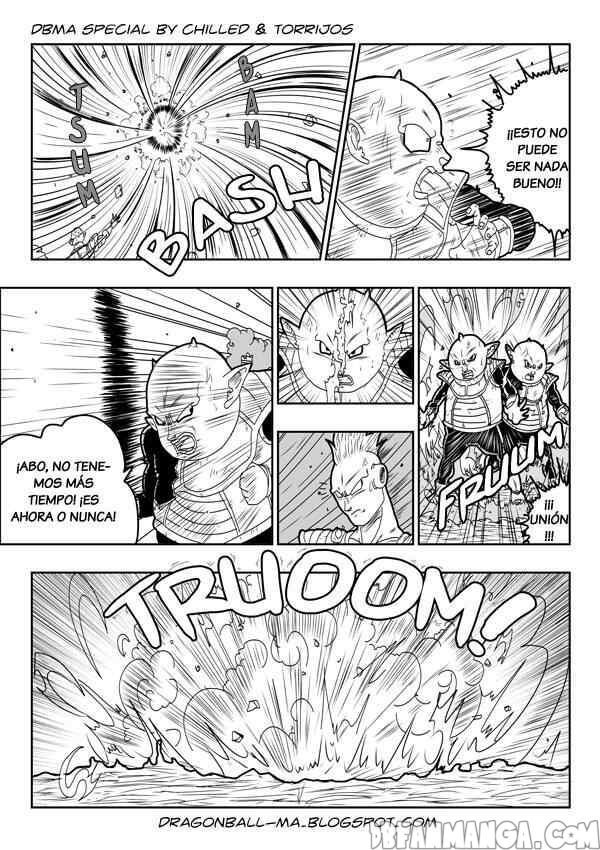 DBMA SPECIAL BY CHILLED & TORRIJOS
TSUM
BAM
BASH
¡¡ESTO NO
PUEDE
SER NADA
BUENO!!
¡ABO, NO TENE-
MOS MÁS
TIEMPO! ¡ES
AHORA O NUNCA!
FRUUM
¡¡¡
UNIÓN
!!!
TRUOOM!
DRAGONBALL-MA.BLOGSPOT.COM
DBFANMANGA.COM